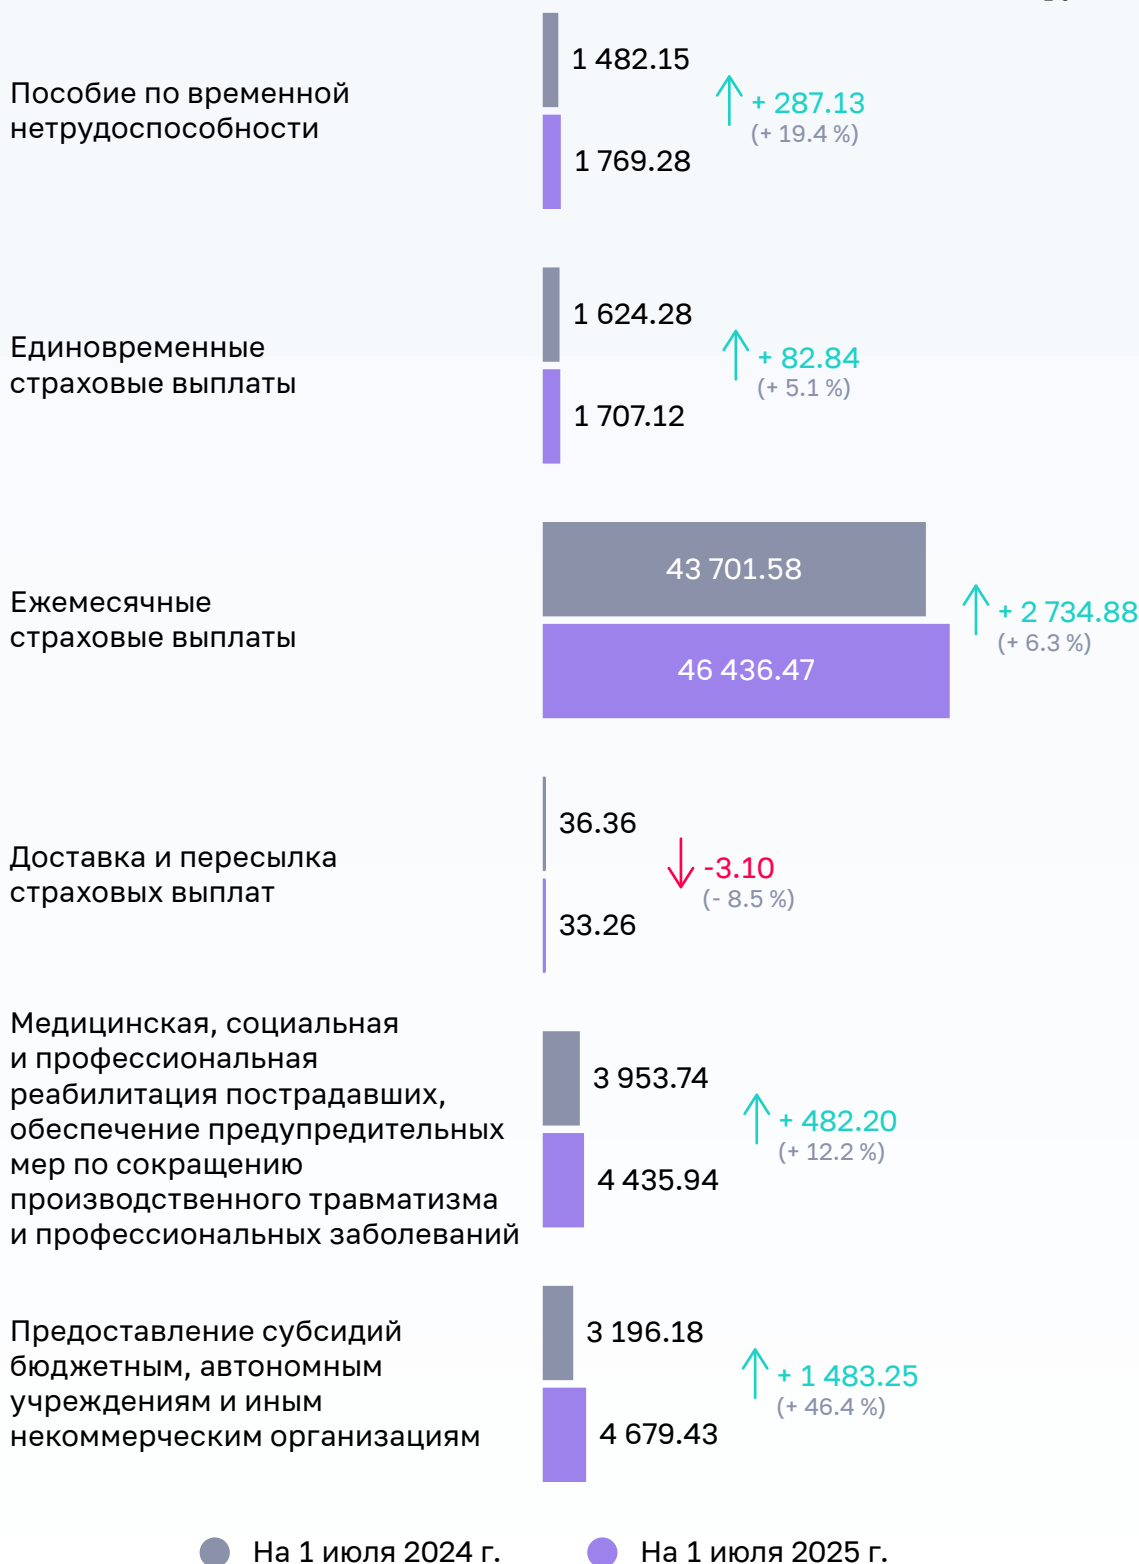 1 482.15
Пособие по временной
нетрудоспособности
+ 287.13
(+ 19.4 %)
1 769.28
1 624.28
Единовременные
страховые выплаты
+ 82.84
(+ 5.1 %)
1 707.12
43 701.58
Ежемесячные
страховые выплаты
+ 2 734.88
(+ 6.3 %)
46 436.47
36.36
Доставка и пересылка
страховых выплат
-3.10
(- 8.5 %)
33.26
Медицинская, социальная
и профессиональная
реабилитация пострадавших,
обеспечение предупредительных
мер по сокращению
производственного травматизма
и профессиональных заболеваний
3 953.74
+ 482.20
(+ 12.2 %)
4 435.94
3 196.18
Предоставление субсидий
бюджетным, автономным
учреждениям и иным
некоммерческим организациям
+ 1 483.25
(+ 46.4 %)
4 679.43
На 1 июля 2024 г.
На 1 июля 2025 г.